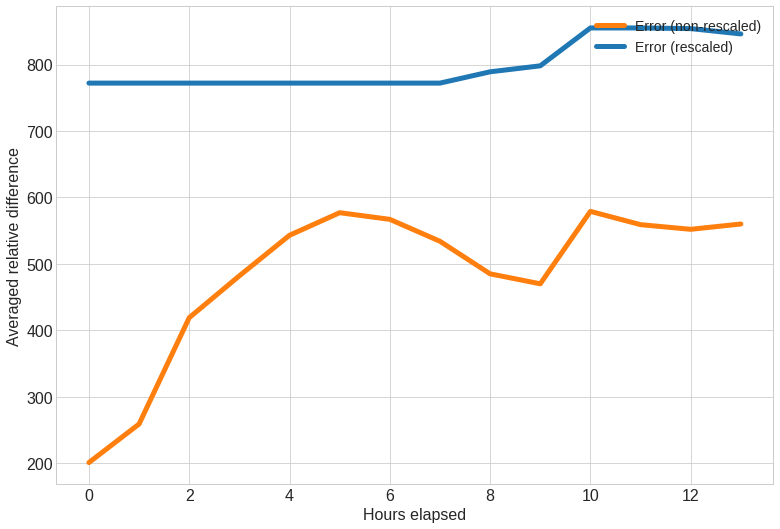 Error (non-rescaled)
Error (rescaled)
800
700
600
500
400
300
200
Averaged relative difference
0 2 4 6 8 10 12
Hours elapsed